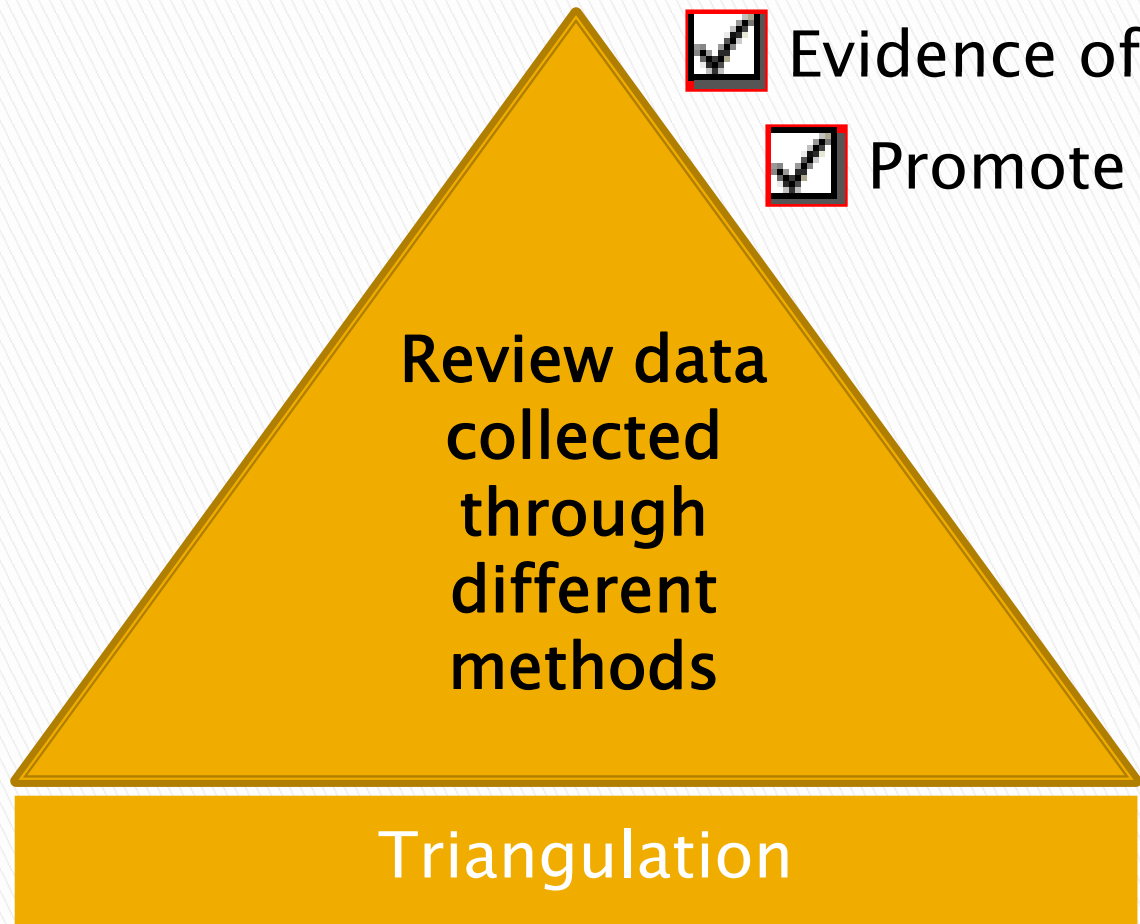 Evidence of
Promote
Review data
collected
through
different
methods
Triangulation